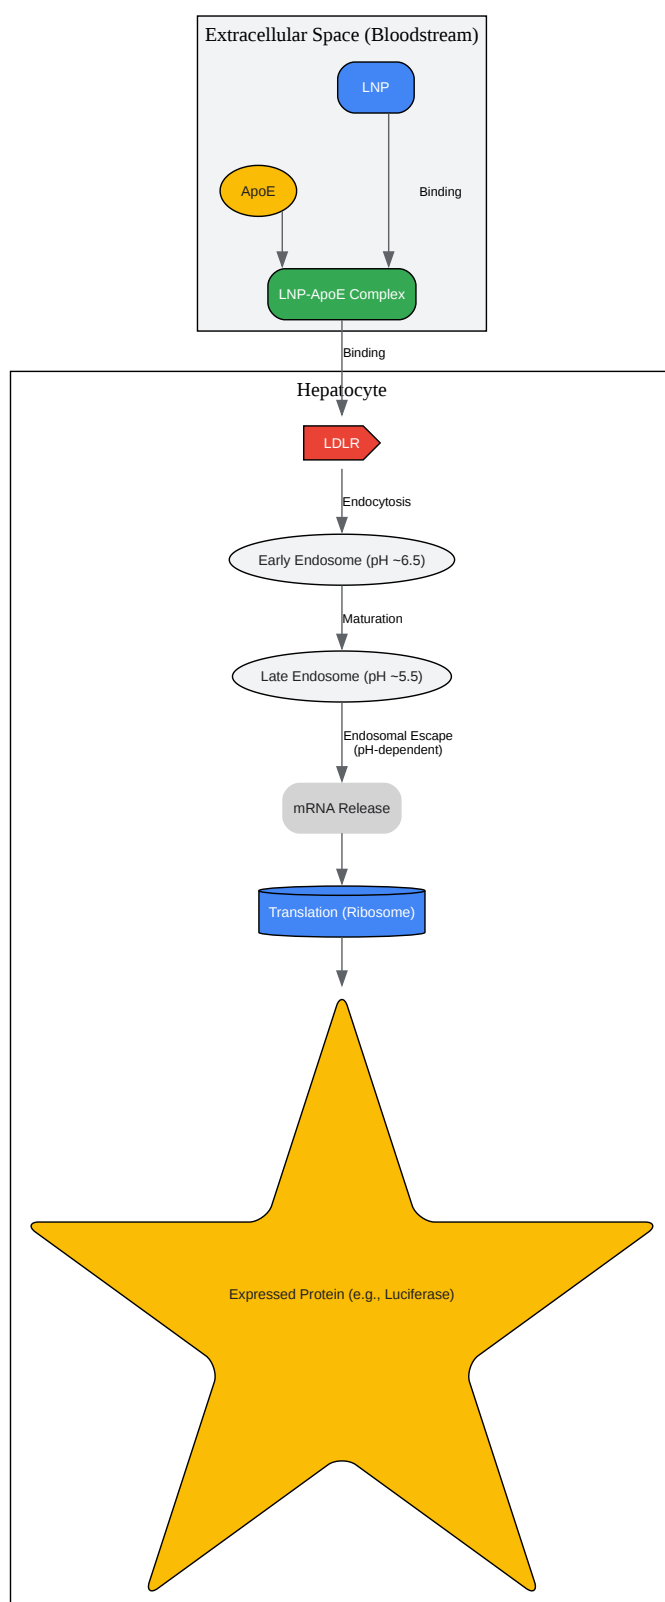 Extracellular Space (Bloodstream)
LNP
ApoE
Binding
LNP-ApoE Complex
Binding
Hepatocyte
LDLR
Endocytosis
Early Endosome (pH ~6.5)
Maturation
Late Endosome (pH ~5.5)
Endosomal Escape
(pH-dependent)
mRNA Release
Translation (Ribosome)
Expressed Protein (e.g., Luciferase)